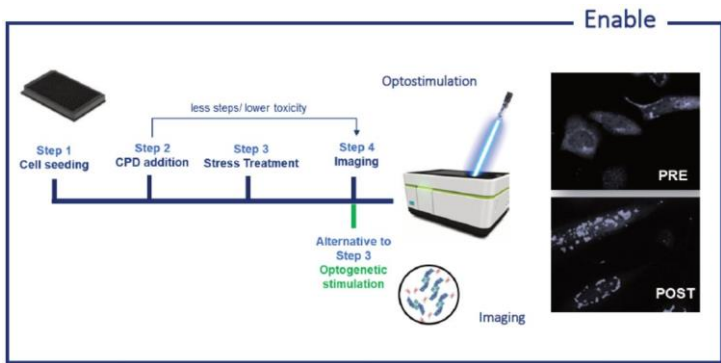 Enable
Optostimulation
less steps/ lower toxicity
Step 1
Cell seeding
Step 2
CPD addition
Step 3
Stress Treatment
Step 4
Imaging
PRE
Alternative to
Step 3
Optogenetic
stimulation
POST
Imaging